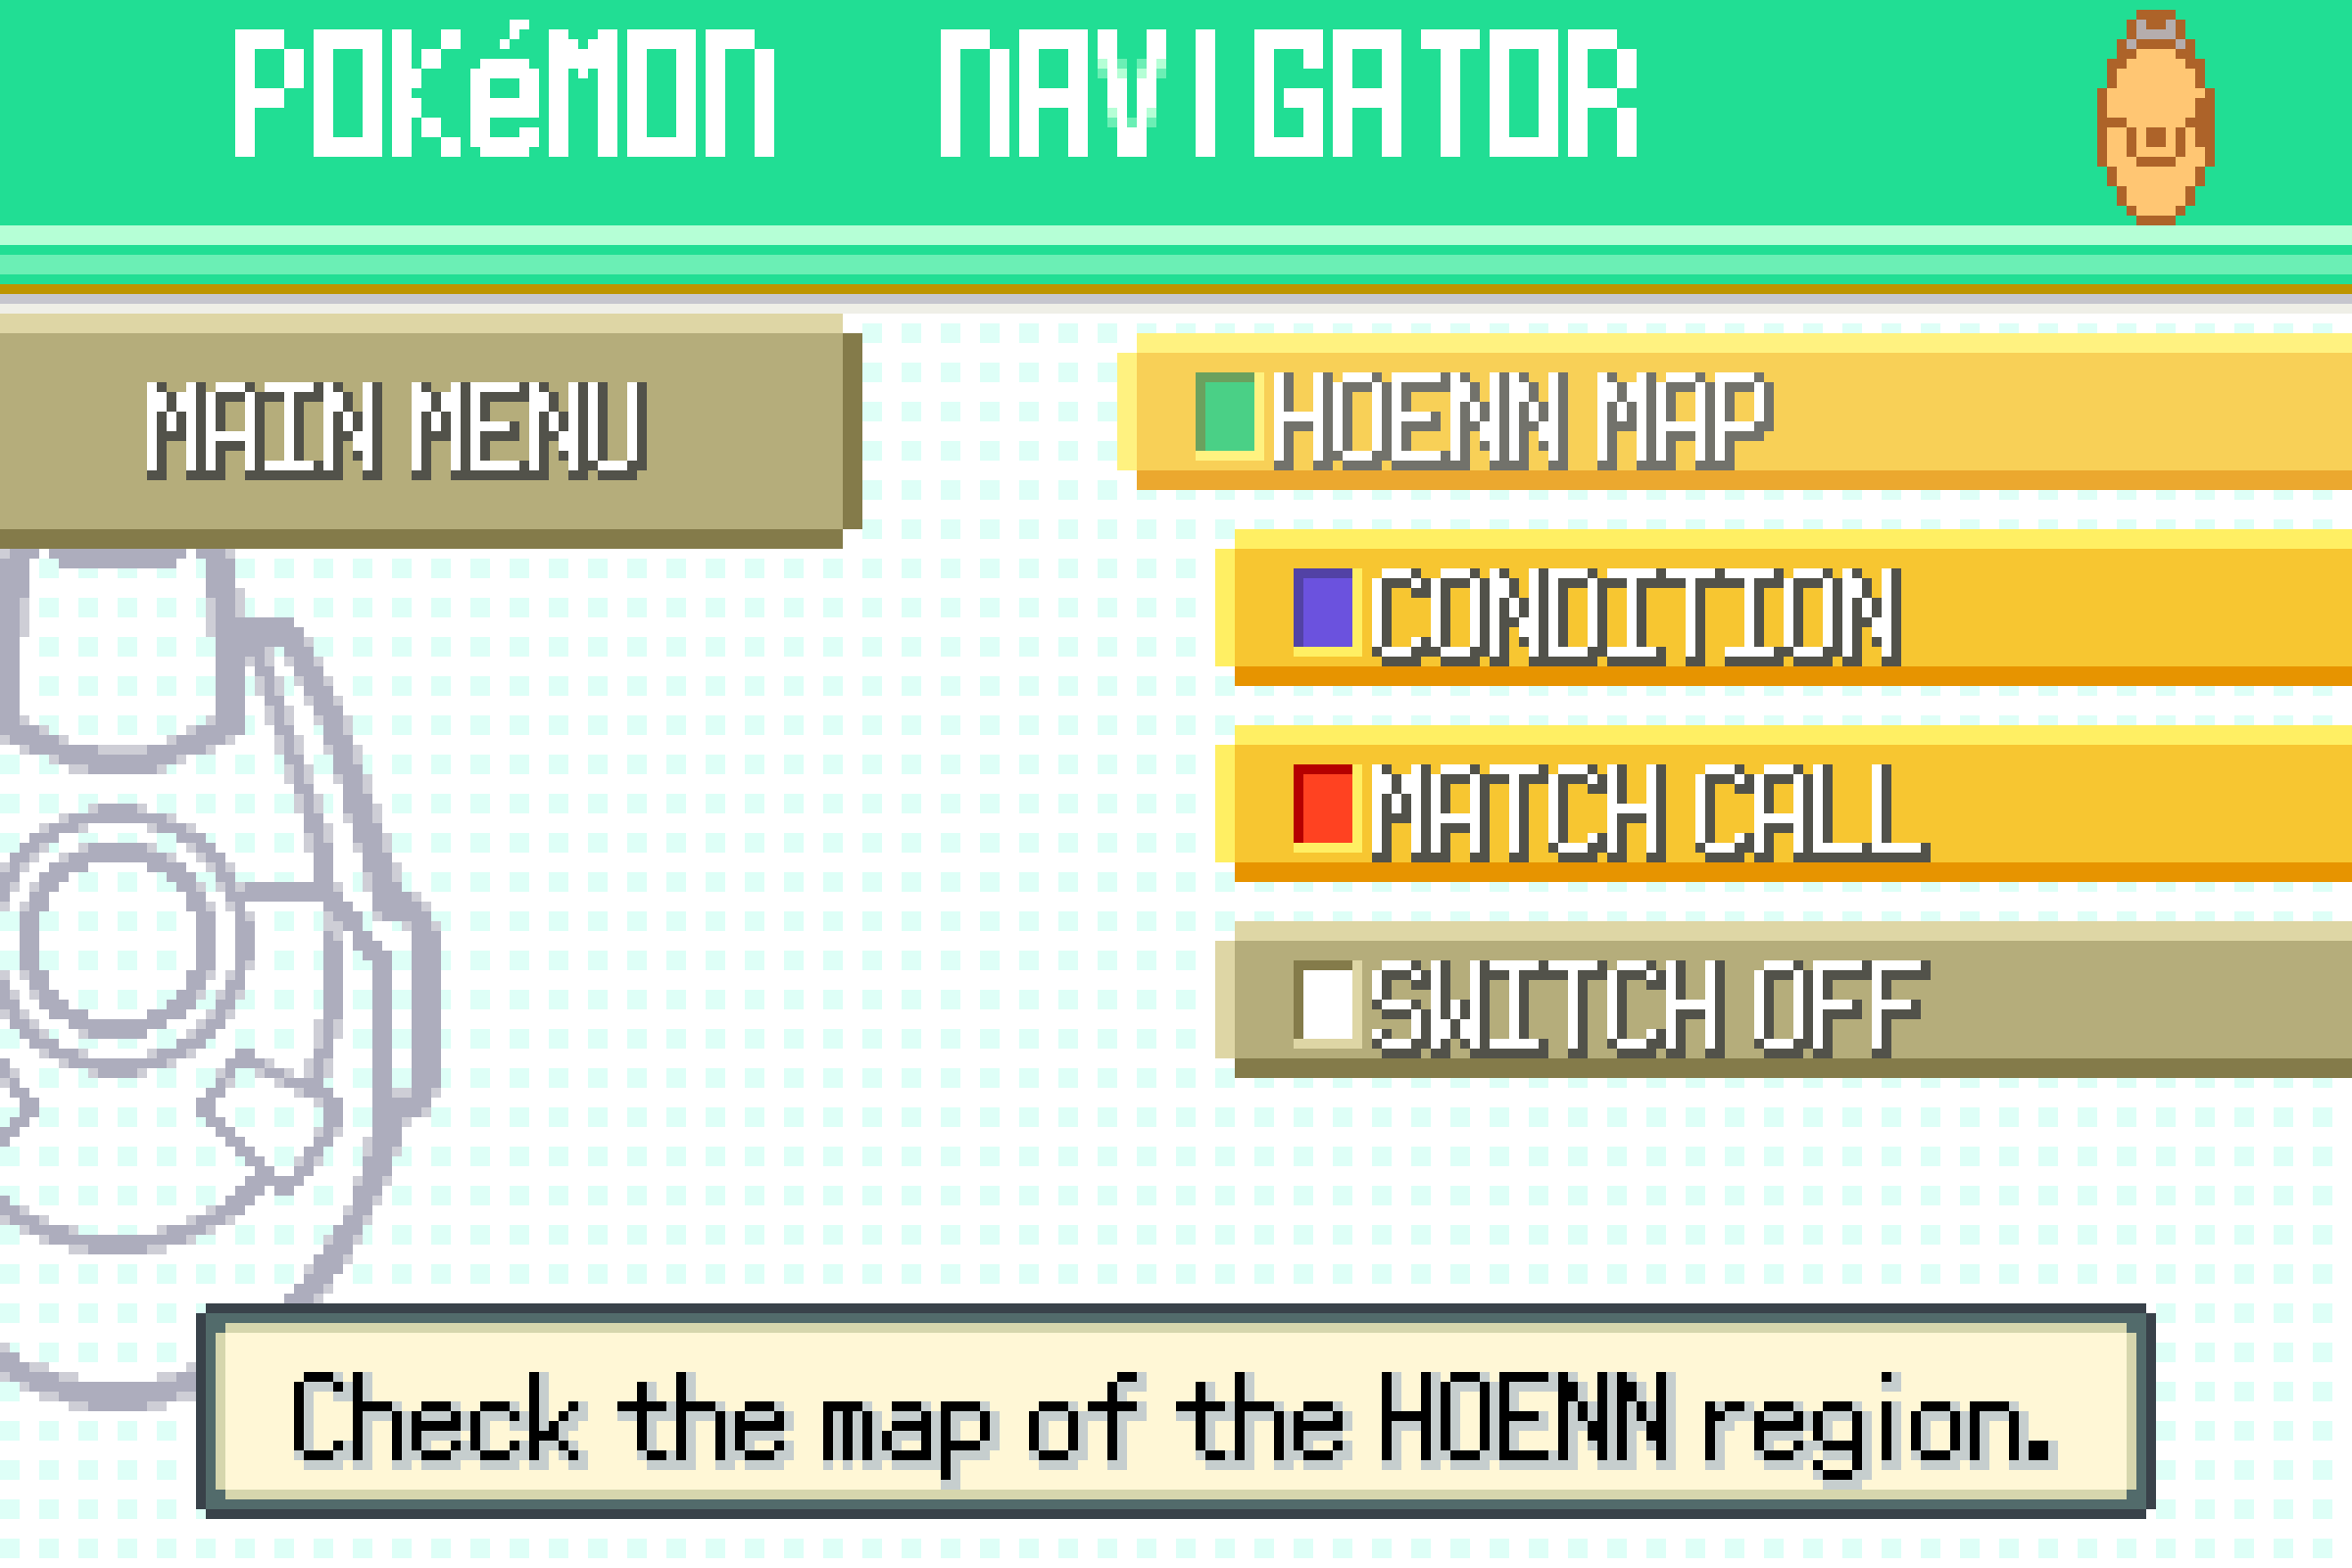 POKéMON NAVIGATOR
MAIN MENU
HOENN MAP
CONDITION
MATCH CALL
SWITCH OFF
Check the map of the HOENN region.